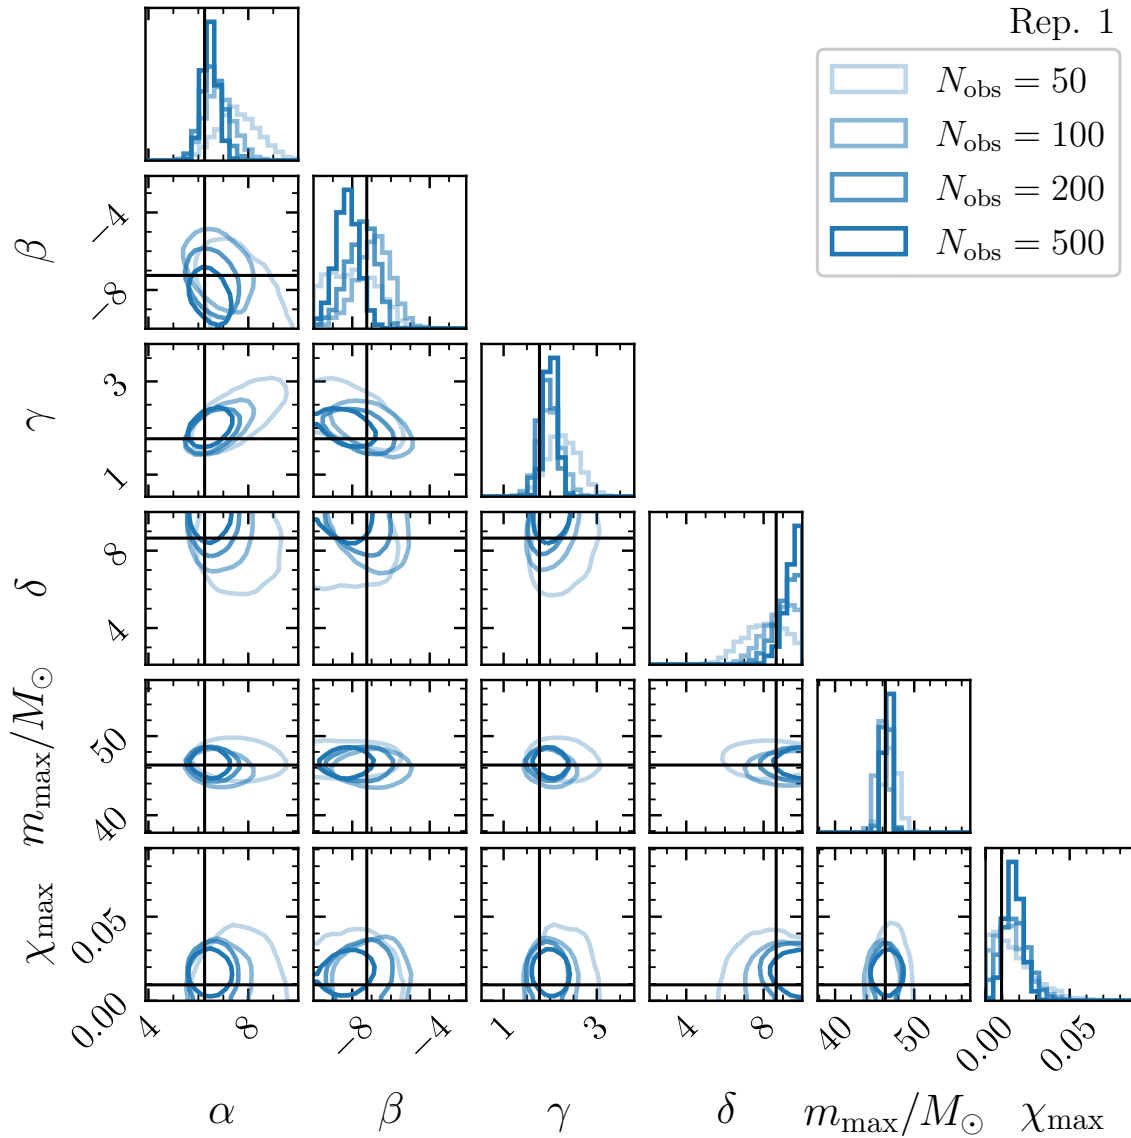 Rep. 1
N_obs = 50
N_obs = 100
N_obs = 200
N_obs = 500
β
−4
−8
γ
3
1
δ
8
4
m_max/M_⊙
50
40
χ_max
0.05
0.00
4 8
−8 −4
1 3
4 8
40 50
0.00 0.05
α
β
γ
δ
m_max/M_⊙
χ_max